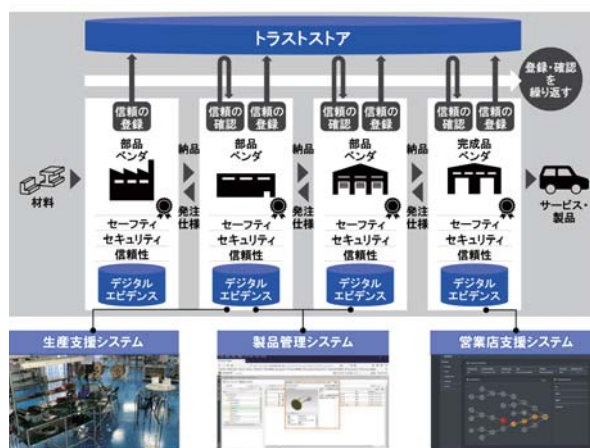 トラストストア
登録・確認
を
繰り返す
信頼の
登録
信頼の
確認
信頼の
登録
信頼の
確認
信頼の
登録
信頼の
確認
信頼の
登録
部品
ベンダ
納品
部品
ベンダ
納品
部品
ベンダ
納品
完成品
ベンダ
材料
発注
仕様
発注
仕様
発注
仕様
サービス・
製品
セーフティ
セキュリティ
信頼性
セーフティ
セキュリティ
信頼性
セーフティ
セキュリティ
信頼性
セーフティ
セキュリティ
信頼性
デジタル
エビデンス
デジタル
エビデンス
デジタル
エビデンス
デジタル
エビデンス
生産支援システム
製品管理システム
営業店支援システム